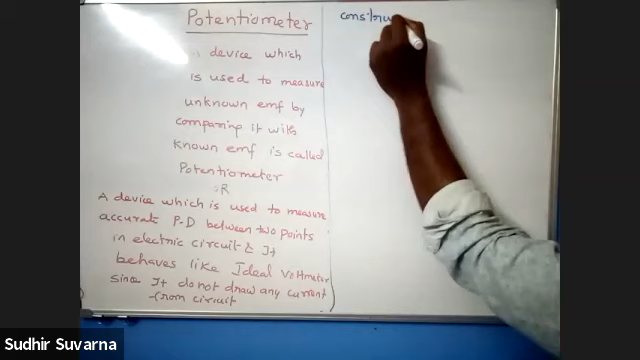 Potentiometer
:- device which
is used to measure
unknown emf by
comparing it with
known emf is called
Potentiometer
:R
A device which is used to measure
accurate P.D between two points
in electric circuit & It
behaves like Ideal Voltmeter
since It do not draw any current
from circuit
constru
Sudhir Suvarna